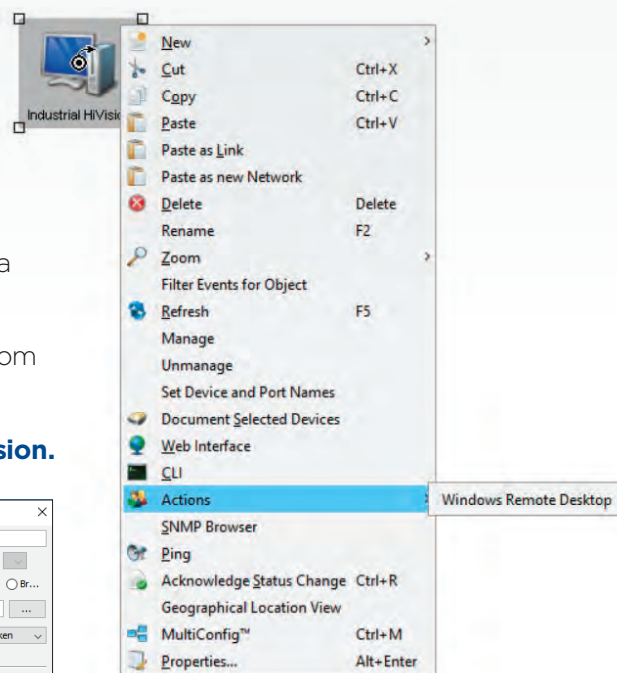 Industrial HiVisi
New
Cut Ctrl+X
Copy Ctrl+C
Paste Ctrl+V
Paste as Link
Paste as new Network
Delete Delete
Rename F2
Zoom
Filter Events for Object
Refresh F5
Manage
Unmanage
Set Device and Port Names
Document Selected Devices
Web Interface
CLI
Actions
Windows Remote Desktop
SNMP Browser
Ping
Acknowledge Status Change Ctrl+R
Geographical Location View
MultiConfig™ Ctrl+M
Properties... Alt+Enter
a
om
sion.
Br...
...
ken